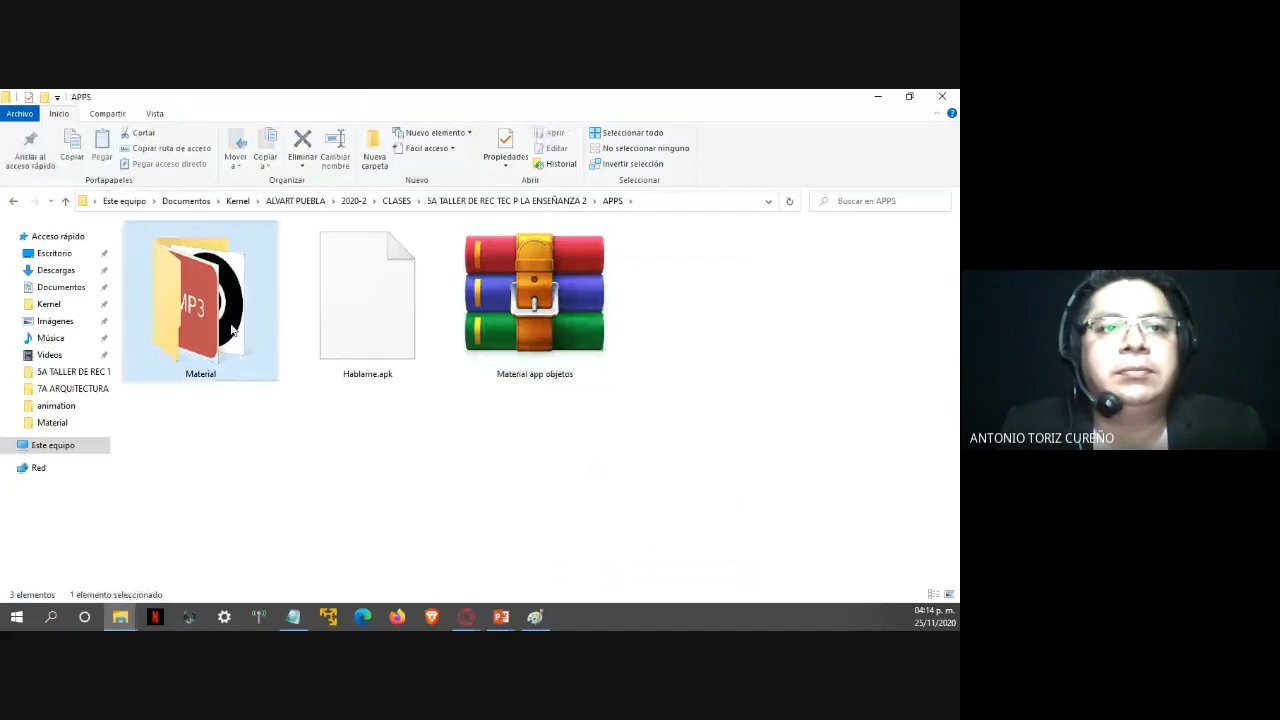 APPS
Archivo Inicio Compartir Vista
Anclar al acceso rápido
Copiar
Pegar
Cortar
Copiar ruta de acceso
Pegar acceso directo
Portapapeles
Mover a
Copiar a
Eliminar
Cambiar nombre
Organizar
Nueva carpeta
Nuevo elemento
Fácil acceso
Nuevo
Propiedades
Abrir
Editar
Historial
Abrir
Seleccionar todo
No seleccionar ninguno
Invertir selección
Seleccionar
Este equipo > Documentos > Kernel > ALVART PUEBLA > 2020-2 > CLASES > 5A TALLER DE REC TEC P LA ENSEÑANZA 2 > APPS >
Buscar en APPS
Acceso rápido
Escritorio
Descargas
Documentos
Kernel
Imágenes
Música
Videos
5A TALLER DE REC T
7A ARQUITECTURA
animation
Material
Este equipo
Red
MP3
Material
Hablame.apk
Material app objetos
3 elementos 1 elemento seleccionado
04:14 p. m.
25/11/2020
ANTONIO TORIZ CUREÑO